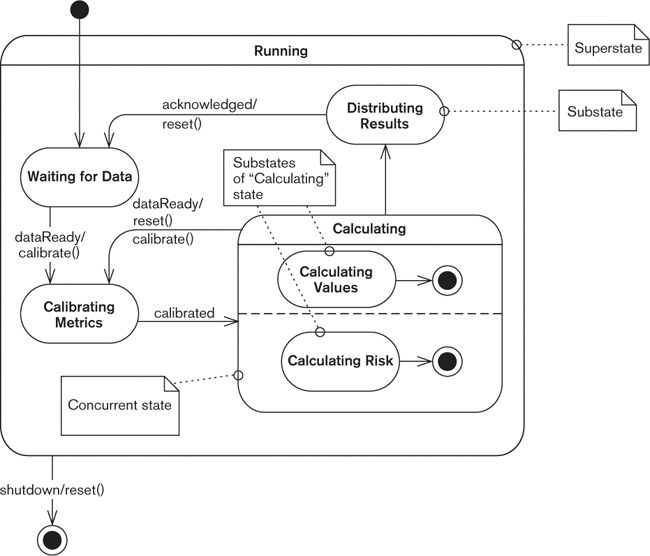 Running
Superstate
acknowledged/
reset()
Distributing
Results
Substate
Waiting for Data
Substates
of “Calculating”
state
dataReady/
reset()
calibrate()
dataReady/
calibrate()
Calculating
Calculating
Values
Calibrating
Metrics
calibrated
Calculating Risk
Concurrent state
shutdown/reset()